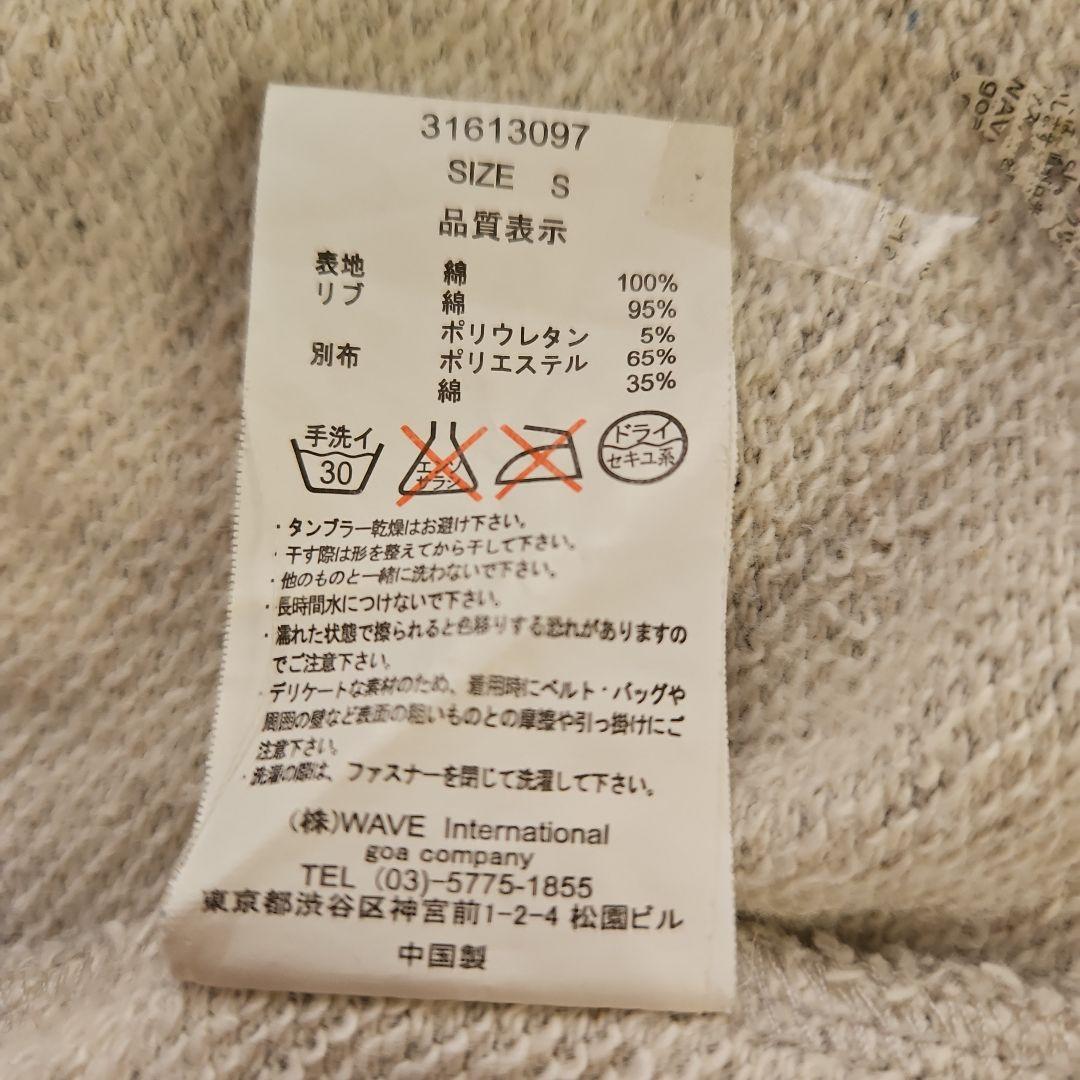 31613097
SIZE S
品質表示
表地 綿 100%
リブ 綿 95%
ポリウレタン 5%
別布 ポリエステル 65%
綿 35%
手洗イ
30
エンソ
サラシ
ドライ
セキユ系
・タンブラー乾燥はお避け下さい。
・干す際は形を整えてから干して下さい。
・他のものと一緒に洗わないで下さい。
・長時間水につけないで下さい。
・濡れた状態で擦られると色移りする恐れがありますの
でご注意下さい。
・デリケートな素材のため、着用時にベルト・バッグや
周囲の壁など表面の粗いものとの摩擦や引っ掛けにご
注意下さい。
・洗濯の際は、ファスナーを閉じて洗濯して下さい。
(株)WAVE International
goa company
TEL (03)-5775-1855
東京都渋谷区神宮前1-2-4 松園ビル
中国製